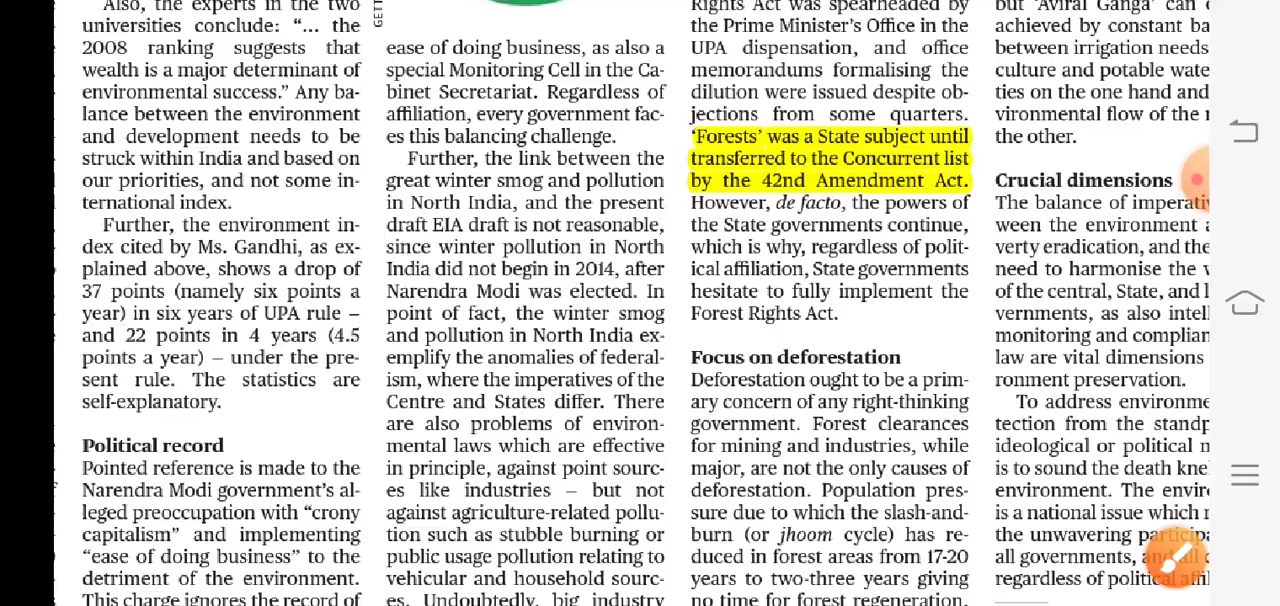 Also, the experts in the two
universities conclude: “... the
2008 ranking suggests that
wealth is a major determinant of
environmental success.” Any ba-
lance between the environment
and development needs to be
struck within India and based on
our priorities, and not some in-
ternational index.
Further, the environment in-
dex cited by Ms. Gandhi, as ex-
plained above, shows a drop of
37 points (namely six points a
year) in six years of UPA rule –
and 22 points in 4 years (4.5
points a year) – under the pre-
sent rule. The statistics are
self-explanatory.
Political record
Pointed reference is made to the
Narendra Modi government’s al-
leged preoccupation with “crony
capitalism” and implementing
“ease of doing business” to the
detriment of the environment.
This charge ignores the record of
GETT
ease of doing business, as also a
special Monitoring Cell in the Ca-
binet Secretariat. Regardless of
affiliation, every government fac-
es this balancing challenge.
Further, the link between the
great winter smog and pollution
in North India, and the present
draft EIA draft is not reasonable,
since winter pollution in North
India did not begin in 2014, after
Narendra Modi was elected. In
point of fact, the winter smog
and pollution in North India ex-
emplify the anomalies of federal-
ism, where the imperatives of the
Centre and States differ. There
are also problems of environ-
mental laws which are effective
in principle, against point sourc-
es like industries – but not
against agriculture-related pollu-
tion such as stubble burning or
public usage pollution relating to
vehicular and household sourc-
es. Undoubtedly, big industry
Rights Act was spearheaded by
the Prime Minister’s Office in the
UPA dispensation, and office
memorandums formalising the
dilution were issued despite ob-
jections from some quarters.
‘Forests’ was a State subject until
transferred to the Concurrent list
by the 42nd Amendment Act.
However, de facto, the powers of
the State governments continue,
which is why, regardless of polit-
ical affiliation, State governments
hesitate to fully implement the
Forest Rights Act.
Focus on deforestation
Deforestation ought to be a prim-
ary concern of any right-thinking
government. Forest clearances
for mining and industries, while
major, are not the only causes of
deforestation. Population pres-
sure due to which the slash-and-
burn (or jhoom cycle) has re-
duced in forest areas from 17-20
years to two-three years giving
no time for forest regeneration,
but ‘Aviral Ganga’ can
achieved by constant ba
between irrigation needs
culture and potable wate
ties on the one hand and
vironmental flow of the
the other.
Crucial dimensions
The balance of imperativ
ween the environment
verty eradication, and the
need to harmonise the
of the central, State, and l
vernments, as also intell
monitoring and complian
law are vital dimensions
ronment preservation.
To address environme
tection from the standp
ideological or political
is to sound the death kne
environment. The enviro
is a national issue which
the unwavering participa
all governments,
regardless of political affil